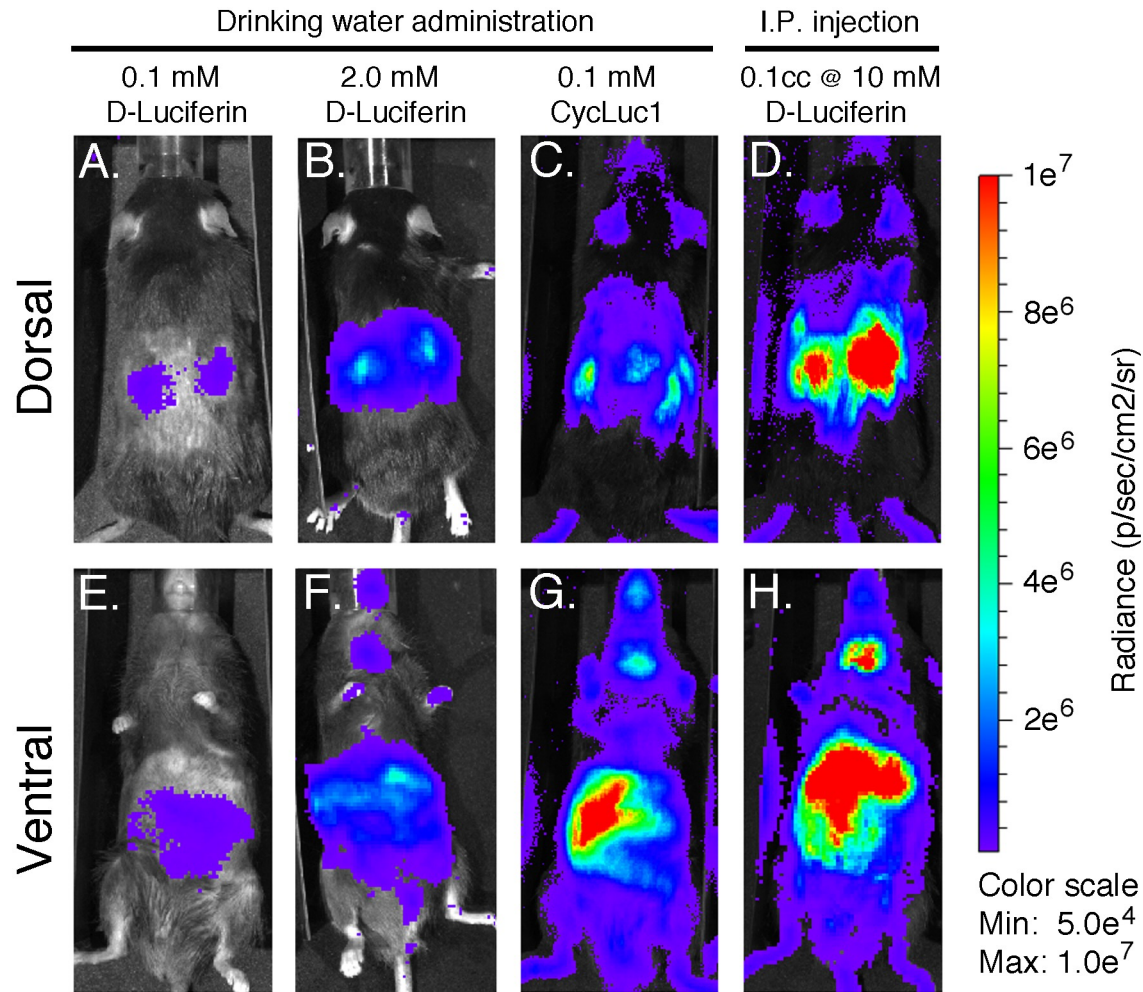 Drinking water administration
I.P. injection
0.1 mM
D-Luciferin
2.0 mM
D-Luciferin
0.1 mM
CycLuc1
0.1cc @ 10 mM
D-Luciferin
Dorsal
A.
B.
C.
D.
Ventral
E.
F.
G.
H.
1e⁷
8e⁶
6e⁶
4e⁶
2e⁶
Radiance (p/sec/cm2/sr)
Color scale
Min: 5.0e⁴
Max: 1.0e⁷